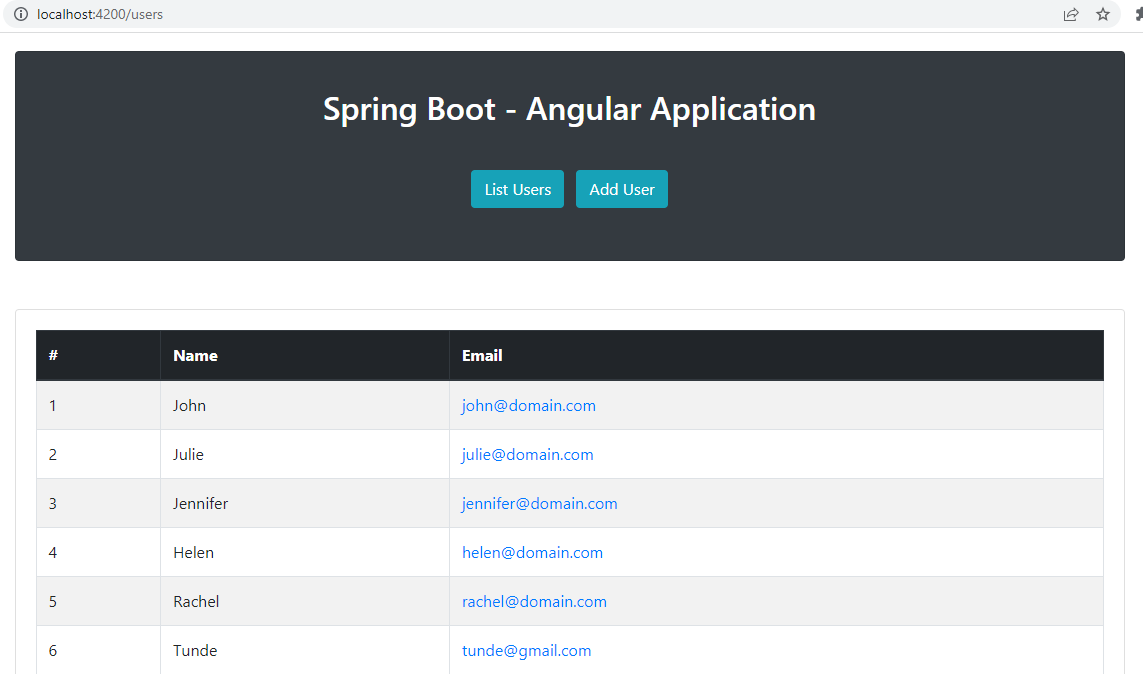 localhost:4200/users
Spring Boot - Angular Application
List Users Add User
# Name Email
1 John john@domain.com
2 Julie julie@domain.com
3 Jennifer jennifer@domain.com
4 Helen helen@domain.com
5 Rachel rachel@domain.com
6 Tunde tunde@gmail.com